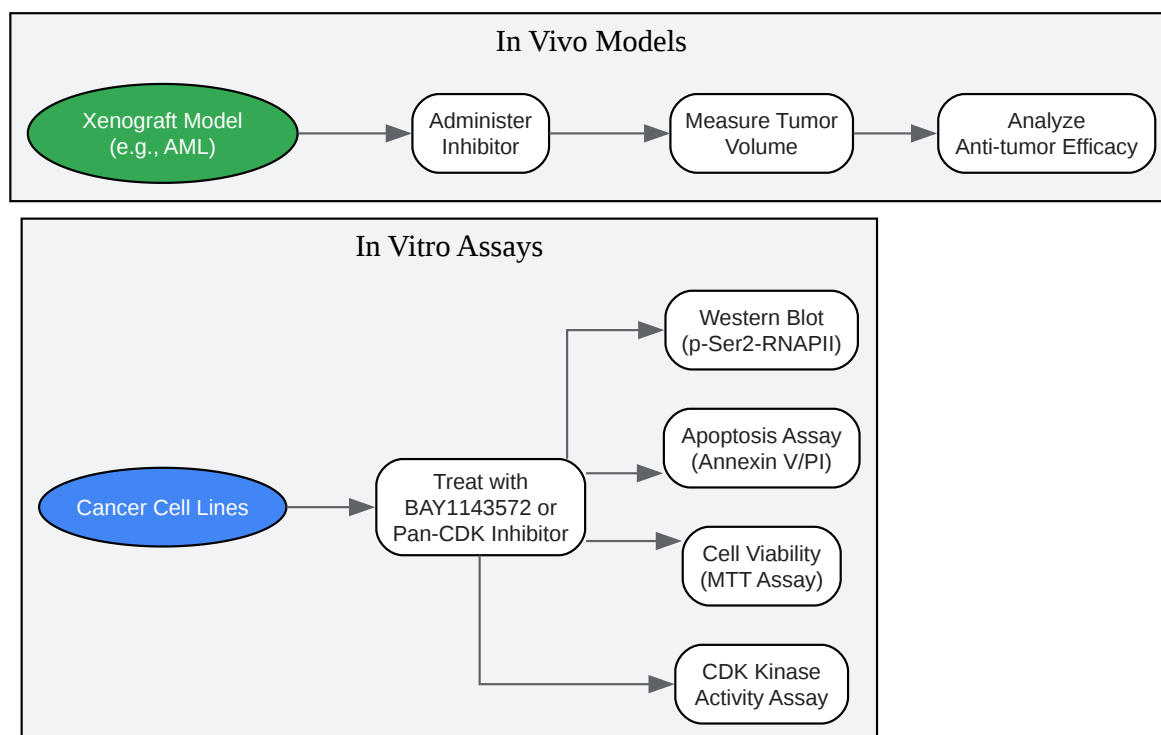 In Vivo Models
Xenograft Model
(e.g., AML)
Administer
Inhibitor
Measure Tumor
Volume
Analyze
Anti-tumor Efficacy
In Vitro Assays
Cancer Cell Lines
Treat with
BAY1143572 or
Pan-CDK Inhibitor
Western Blot
(p-Ser2-RNAPII)
Apoptosis Assay
(Annexin V/PI)
Cell Viability
(MTT Assay)
CDK Kinase
Activity Assay